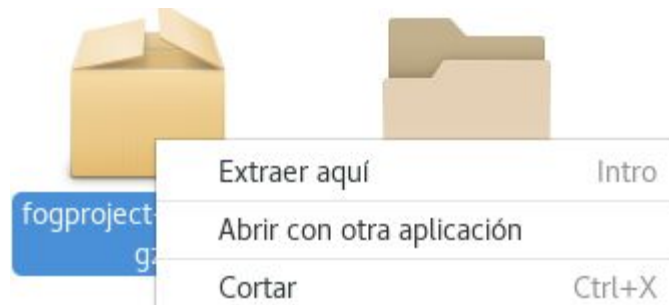 fogproject-
gz
Extraer aquí Intro
Abrir con otra aplicación
Cortar Ctrl+X